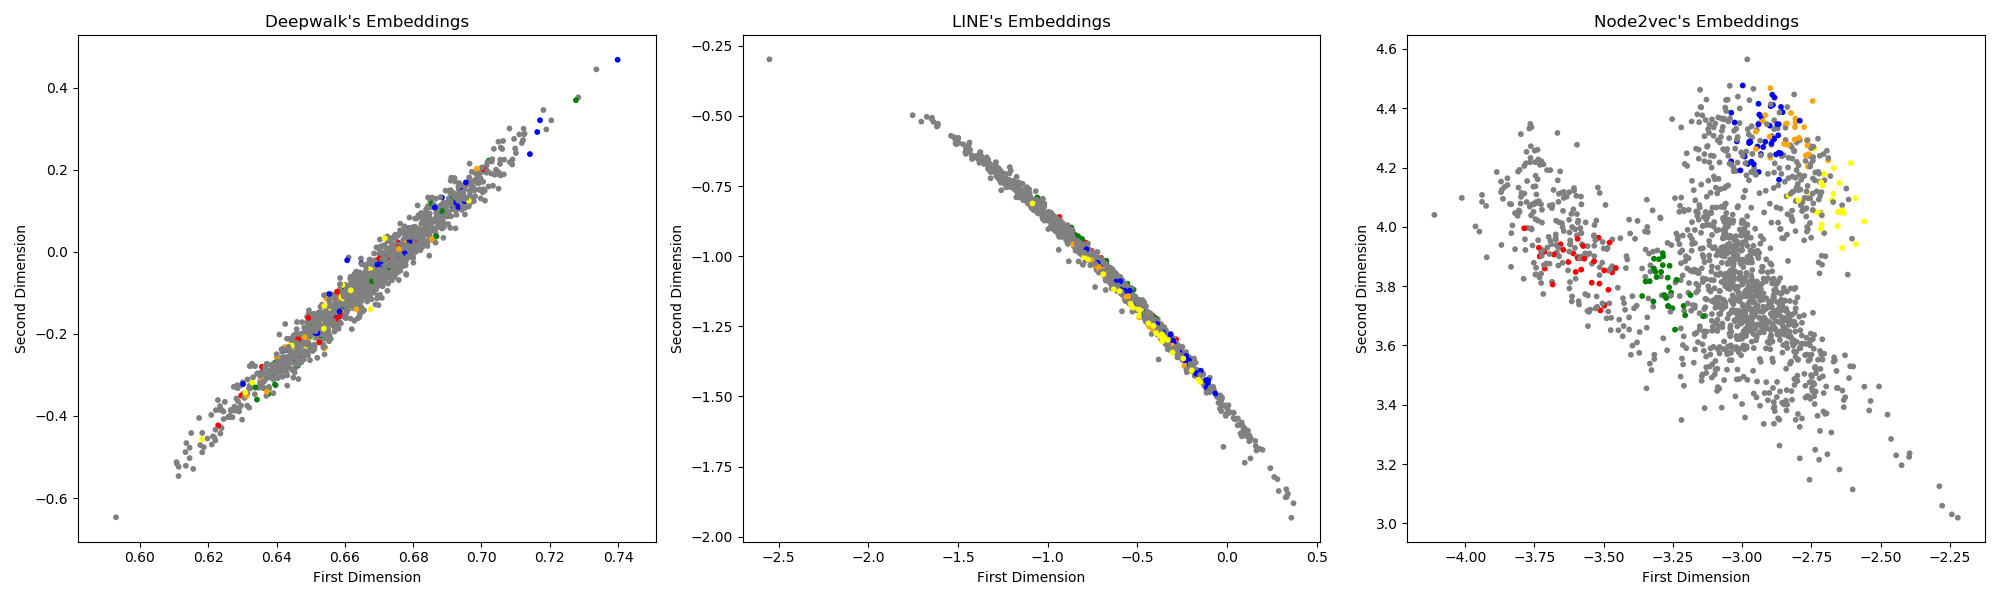 Deepwalk's Embeddings
0.4
0.2
0.0
−0.2
−0.4
−0.6
Second Dimension
0.60 0.62 0.64 0.66 0.68 0.70 0.72 0.74
First Dimension
LINE's Embeddings
−0.25
−0.50
−0.75
−1.00
−1.25
−1.50
−1.75
−2.00
Second Dimension
−2.5 −2.0 −1.5 −1.0 −0.5 0.0 0.5
First Dimension
Node2vec's Embeddings
4.6
4.4
4.2
4.0
3.8
3.6
3.4
3.2
3.0
Second Dimension
−4.00 −3.75 −3.50 −3.25 −3.00 −2.75 −2.50 −2.25
First Dimension